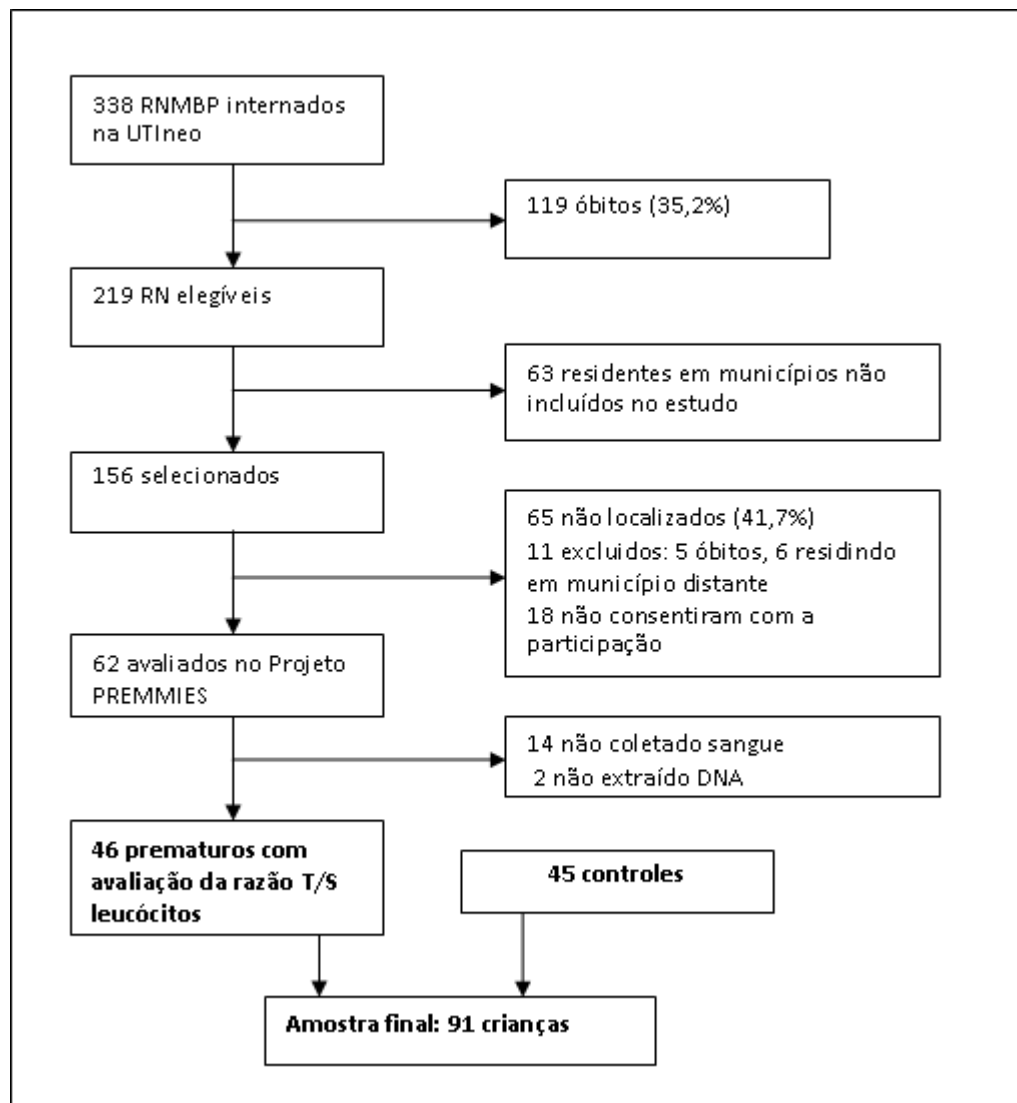 338 RNMBP internados
na UTIneo
119 óbitos (35,2%)
219 RN elegíveis
63 residentes em municípios não
incluídos no estudo
156 selecionados
65 não localizados (41,7%)
11 excluidos: 5 óbitos, 6 residindo
em município distante
18 não consentiram com a
participação
62 avaliados no Projeto
PREMMIES
14 não coletado sangue
2 não extraído DNA
46 prematuros com
avaliação da razão T/S
leucócitos
45 controles
Amostra final: 91 crianças